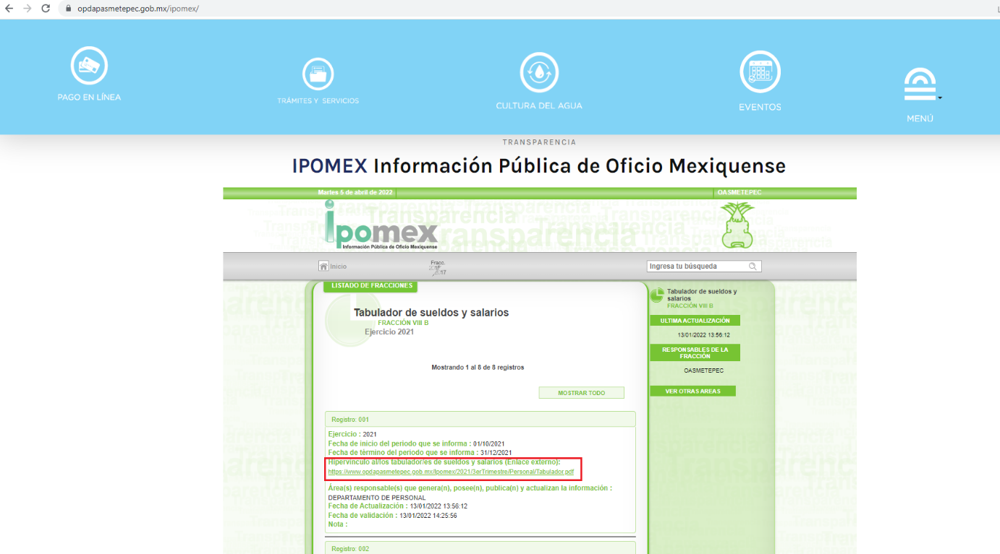 opdapasmetepec.gob.mx/ipomex/
PAGO EN LÍNEA
TRÁMITES Y SERVICIOS
CULTURA DEL AGUA
EVENTOS
MENÚ
TRANSPARENCIA
IPOMEX Información Pública de Oficio Mexiquense
Martes 5 de abril de 2022
OASMETEPEC
Transparencia
ipomex
Información Pública de Oficio Mexiquense
Inicio
Fracc.
2017
Ingresa tu búsqueda
LISTADO DE FRACCIONES
Tabulador de sueldos y salarios
FRACCIÓN VIII B
Ejercicio 2021
Mostrando 1 al 8 de 8 registros
MOSTRAR TODO
Registro: 001
Ejercicio : 2021
Fecha de inicio del periodo que se informa : 01/10/2021
Fecha de término del periodo que se informa : 31/12/2021
Hipervínculo al/los tabulador/es de sueldos y salarios (Enlace externo):
https://www.opdapasmetepec.gob.mx/Ipomex/2021/3erTrimestre/Personal/Tabulador.pdf
Área(s) responsable(s) que genera(n), posee(n), publica(n) y actualizan la información :
DEPARTAMENTO DE PERSONAL
Fecha de Actualización : 13/01/2022 13:56:12
Fecha de validación : 13/01/2022 14:25:56
Nota :
Registro: 002
Tabulador de sueldos y
salarios
FRACCIÓN VIII B
ULTIMA ACTUALIZACIÓN
13/01/2022 13:56:12
RESPONSABLES DE LA
FRACCIÓN
OASMETEPEC
VER OTRAS AREAS